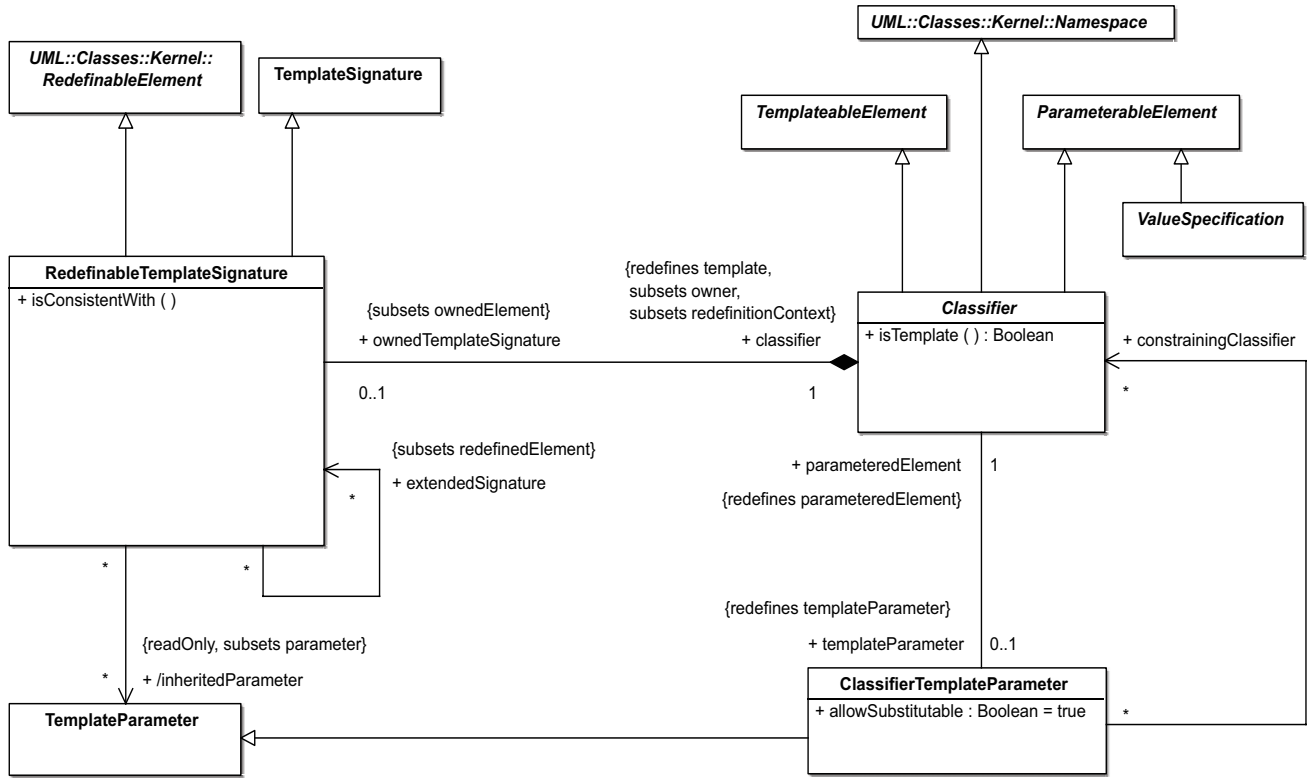 UML::Classes::Kernel::Namespace
UML::Classes::Kernel::
RedefinableElement
TemplateSignature
TemplateableElement
ParameterableElement
ValueSpecification
RedefinableTemplateSignature
+ isConsistentWith ( )
{subsets ownedElement}
+ ownedTemplateSignature
0..1
{redefines template,
subsets owner,
subsets redefinitionContext}
+ classifier
1
Classifier
+ isTemplate ( ) : Boolean
+ constrainingClassifier
*
{subsets redefinedElement}
+ extendedSignature
*
*
+ parameteredElement
1
{redefines parameteredElement}
*
{readOnly, subsets parameter}
+ /inheritedParameter
*
{redefines templateParameter}
+ templateParameter
0..1
TemplateParameter
ClassifierTemplateParameter
+ allowSubstitutable : Boolean = true
*